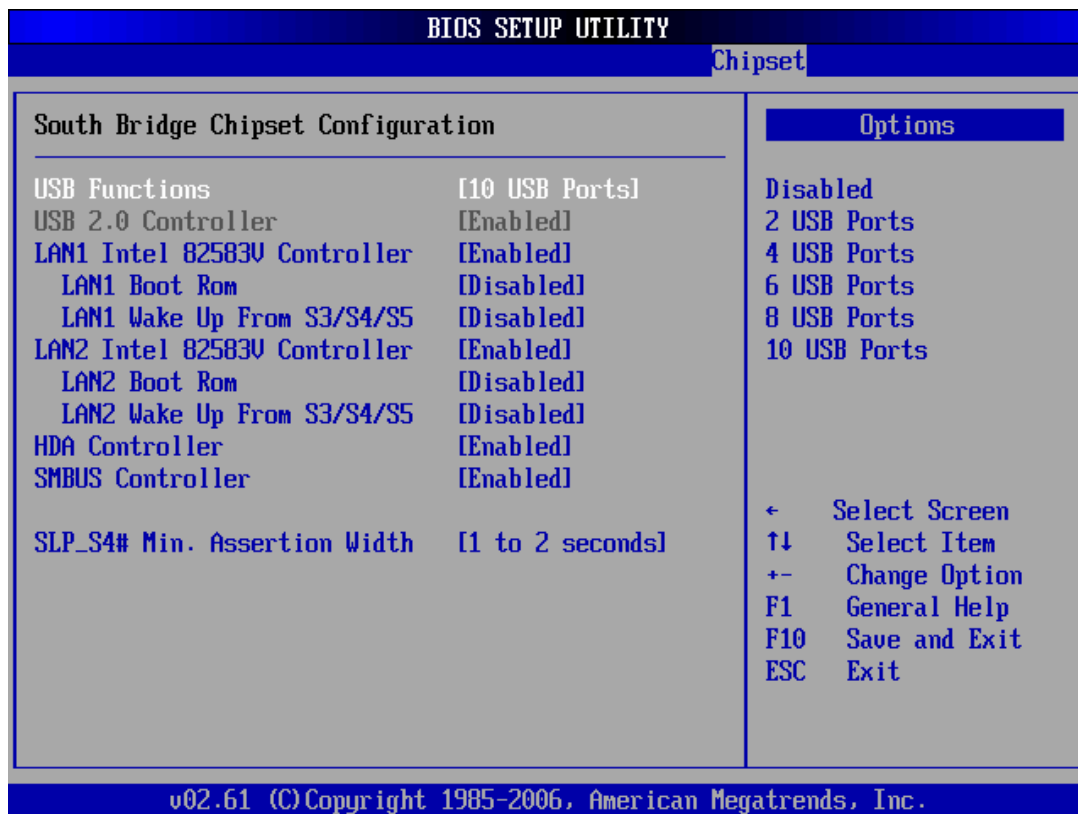 BIOS SETUP UTILITY
Chipset
South Bridge Chipset Configuration
USB Functions [10 USB Ports]
USB 2.0 Controller [Enabled]
LAN1 Intel 82583V Controller [Enabled]
LAN1 Boot Rom [Disabled]
LAN1 Wake Up From S3/S4/S5 [Disabled]
LAN2 Intel 82583V Controller [Enabled]
LAN2 Boot Rom [Disabled]
LAN2 Wake Up From S3/S4/S5 [Disabled]
HDA Controller [Enabled]
SMBUS Controller [Enabled]
SLP_S4# Min. Assertion Width [1 to 2 seconds]
Options
Disabled
2 USB Ports
4 USB Ports
6 USB Ports
8 USB Ports
10 USB Ports
← Select Screen
↑↓ Select Item
+- Change Option
F1 General Help
F10 Save and Exit
ESC Exit
v02.61 (C)Copyright 1985-2006, American Megatrends, Inc.